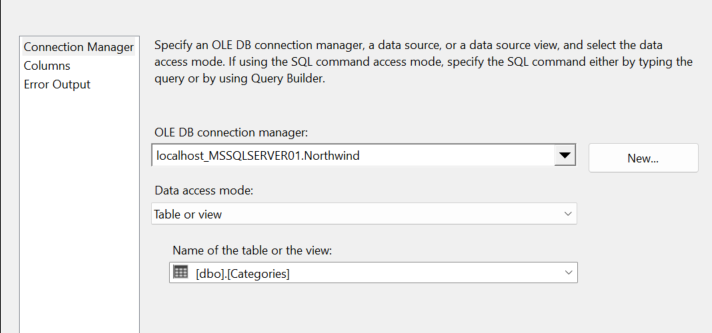 Connection Manager
Columns
Error Output
Specify an OLE DB connection manager, a data source, or a data source view, and select the data
access mode. If using the SQL command access mode, specify the SQL command either by typing the
query or by using Query Builder.
OLE DB connection manager:
localhost_MSSQLSERVER01.Northwind
New...
Data access mode:
Table or view
Name of the table or the view:
[dbo].[Categories]